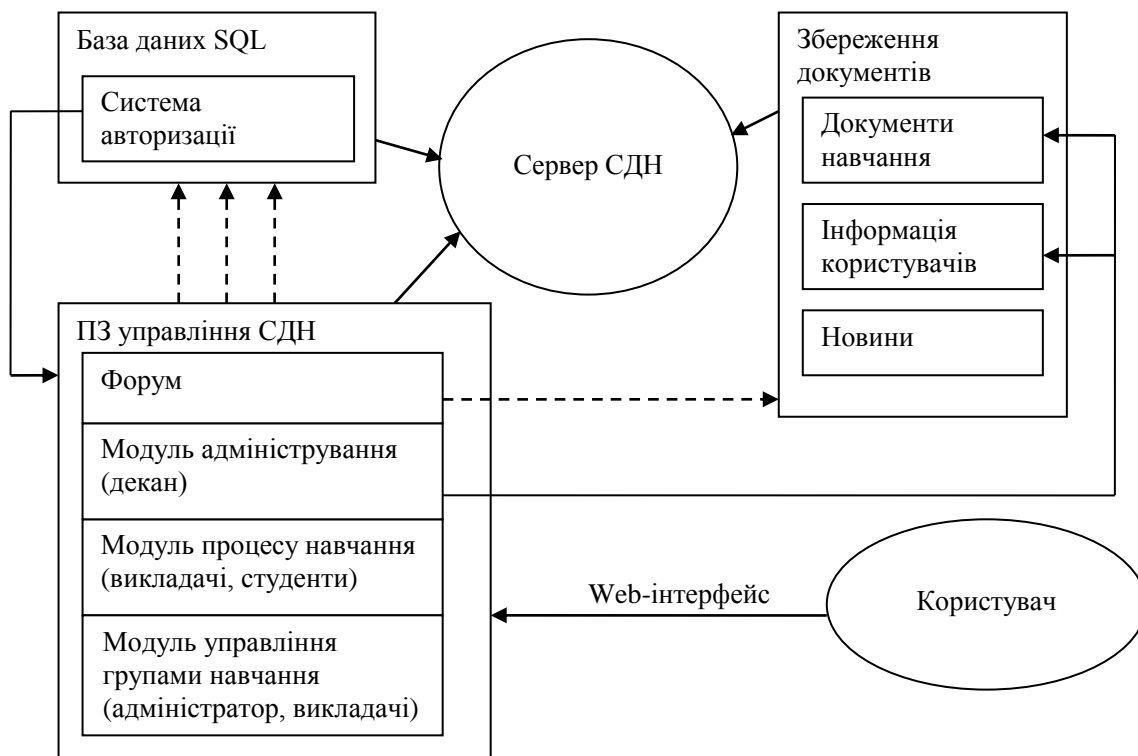 База даних SQL
Система
авторизації
Сервер СДН
Збереження
документів
Документи
навчання
Інформація
користувачів
Новини
ПЗ управління СДН
Форум
Модуль адміністрування
(декан)
Модуль процесу навчання
(викладачі, студенти)
Модуль управління
групами навчання
(адміністратор, викладачі)
Web-інтерфейс
Користувач